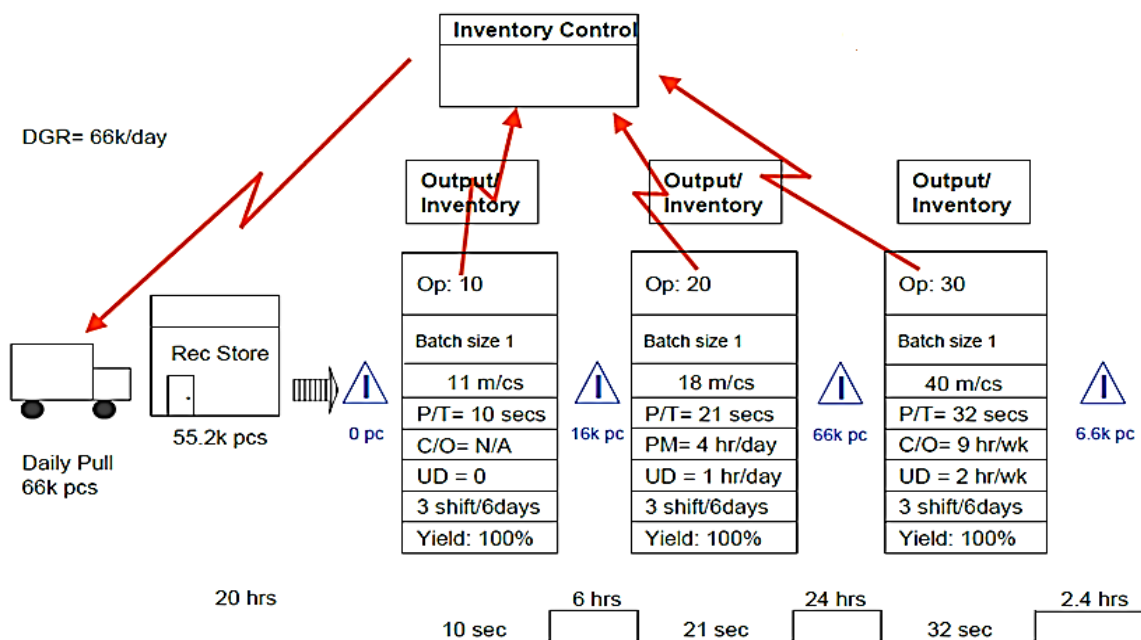 Inventory Control
DGR= 66k/day
Output/
Inventory
Output/
Inventory
Output/
Inventory
Rec Store
55.2k pcs
Daily Pull
66k pcs
I
0 pc
Op: 10
Batch size 1
11 m/cs
P/T= 10 secs
C/O= N/A
UD = 0
3 shift/6days
Yield: 100%
I
16k pc
Op: 20
Batch size 1
18 m/cs
P/T= 21 secs
PM= 4 hr/day
UD = 1 hr/day
3 shift/6days
Yield: 100%
I
66k pc
Op: 30
Batch size 1
40 m/cs
P/T= 32 secs
C/O= 9 hr/wk
UD = 2 hr/wk
3 shift/6days
Yield: 100%
I
6.6k pc
20 hrs
6 hrs
24 hrs
2.4 hrs
10 sec
21 sec
32 sec